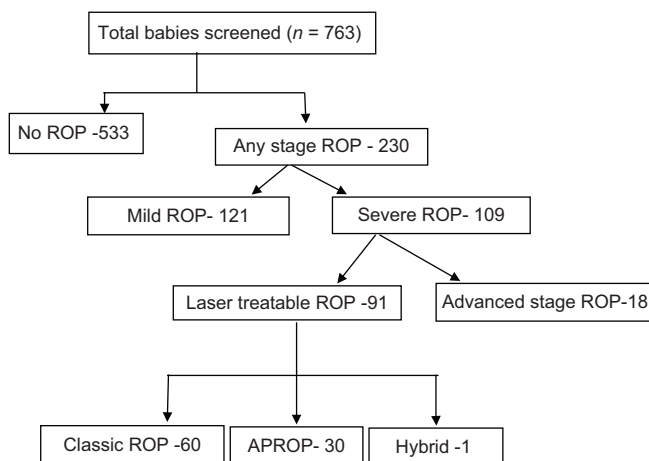 Total babies screened (n = 763)
No ROP -533
Any stage ROP - 230
Mild ROP- 121
Severe ROP- 109
Laser treatable ROP -91
Advanced stage ROP-18
Classic ROP -60
APROP- 30
Hybrid -1